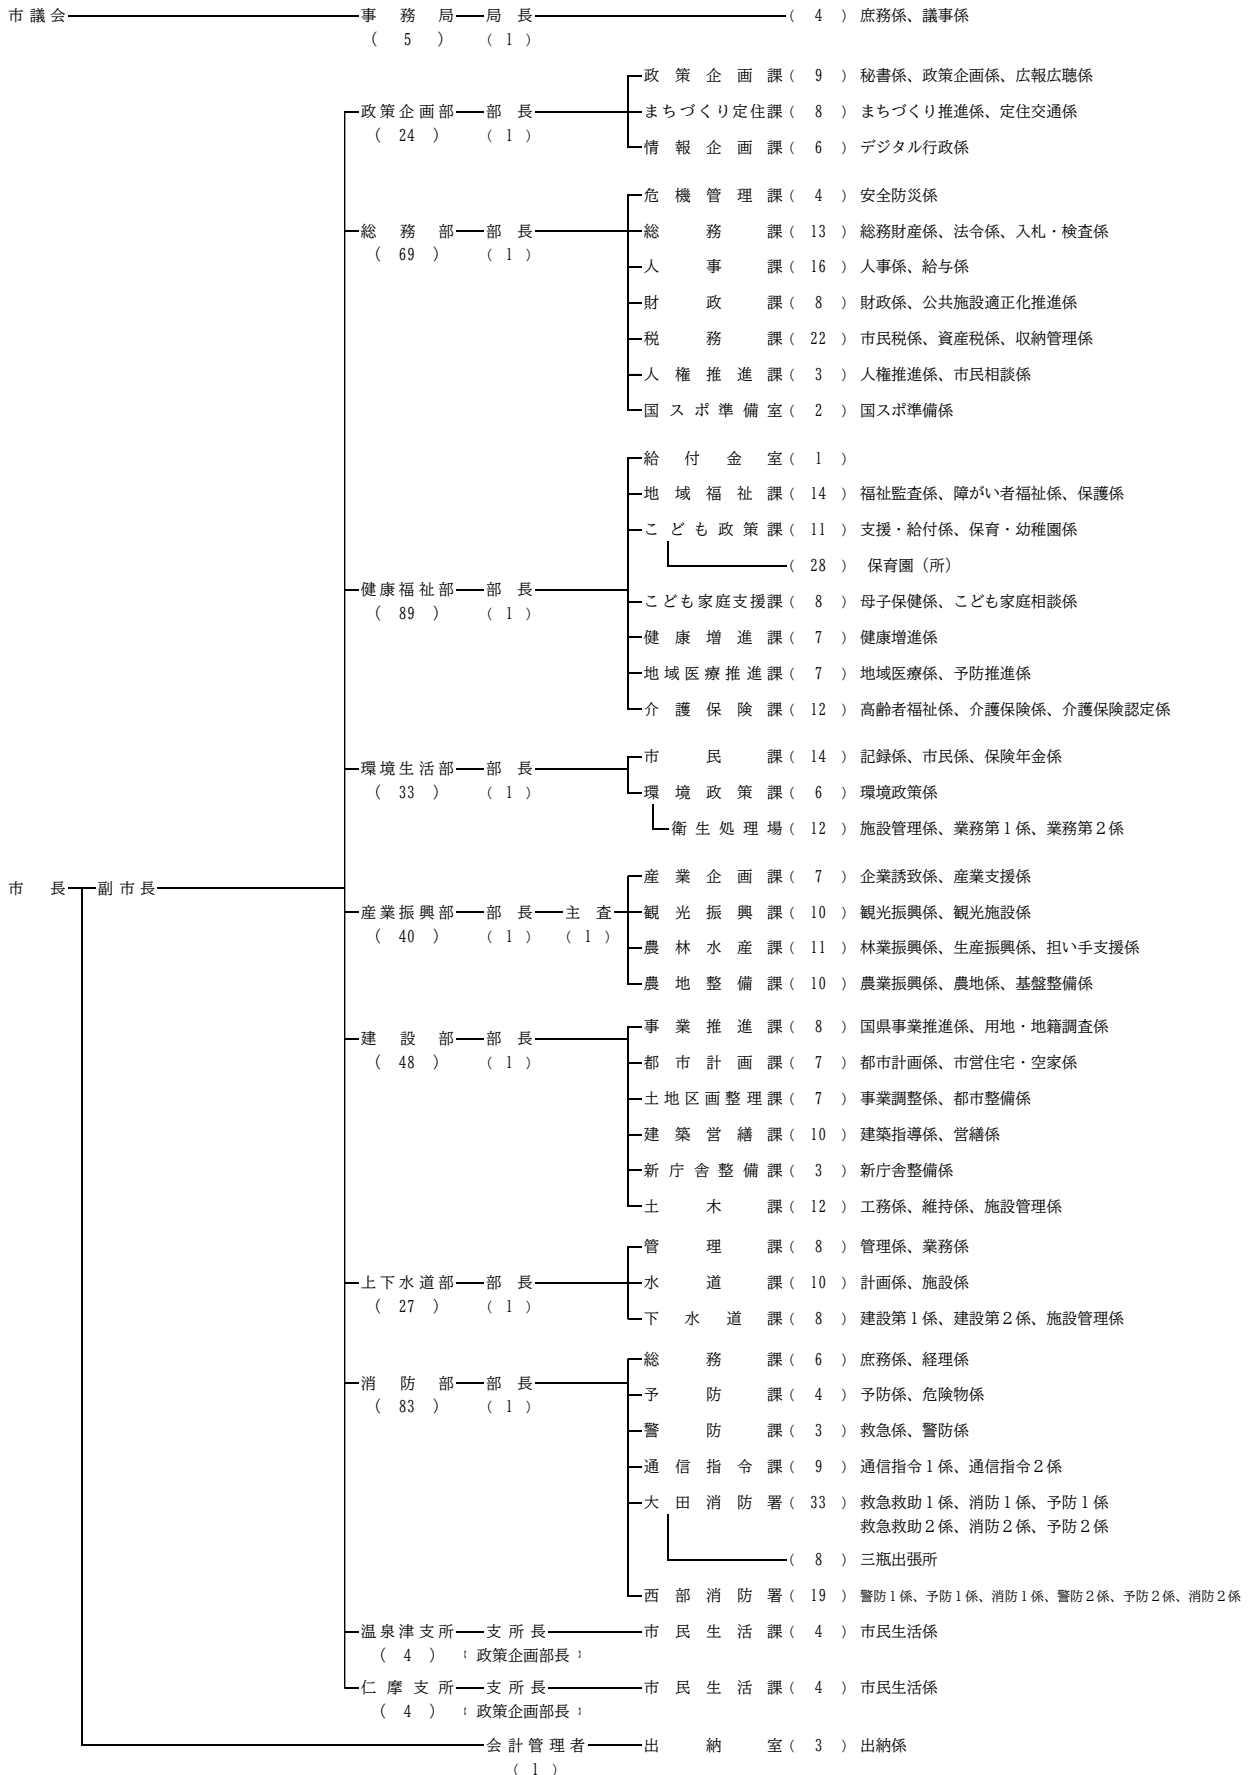 市議会 事務局 局長 ( 4 ) 庶務係、議事係
( 5 ) ( 1 )
政策企画課 ( 9 ) 秘書係、政策企画係、広報広聴係
政策企画部 部長 まちづくり定住課 ( 8 ) まちづくり推進係、定住交通係
( 24 ) ( 1 )
情報企画課 ( 6 ) デジタル行政係
危機管理課 ( 4 ) 安全防災係
総務部 部長 総務課 ( 13 ) 総務財産係、法令係、入札・検査係
( 69 ) ( 1 )
人事課 ( 16 ) 人事係、給与係
財政課 ( 8 ) 財政係、公共施設適正化推進係
税務課 ( 22 ) 市民税係、資産税係、収納管理係
人権推進課 ( 3 ) 人権推進係、市民相談係
国スポ準備室 ( 2 ) 国スポ準備係
給付金室 ( 1 )
地域福祉課 ( 14 ) 福祉監査係、障がい者福祉係、保護係
こども政策課 ( 11 ) 支援・給付係、保育・幼稚園係
( 28 ) 保育園（所）
健康福祉部 部長 こども家庭支援課 ( 8 ) 母子保健係、こども家庭相談係
( 89 ) ( 1 )
健康増進課 ( 7 ) 健康増進係
地域医療推進課 ( 7 ) 地域医療係、予防推進係
介護保険課 ( 12 ) 高齢者福祉係、介護保険係、介護保険認定係
市民課 ( 14 ) 記録係、市民係、保険年金係
環境生活部 部長
( 33 ) ( 1 ) 環境政策課 ( 6 ) 環境政策係
衛生処理場 ( 12 ) 施設管理係、業務第１係、業務第２係
産業企画課 ( 7 ) 企業誘致係、産業支援係
市長 副市長
産業振興部 部長 主査 観光振興課 ( 10 ) 観光振興係、観光施設係
( 40 ) ( 1 ) ( 1 )
農林水産課 ( 11 ) 林業振興係、生産振興係、担い手支援係
農地整備課 ( 10 ) 農業振興係、農地係、基盤整備係
事業推進課 ( 8 ) 国県事業推進係、用地・地籍調査係
建設部 部長
( 48 ) ( 1 ) 都市計画課 ( 7 ) 都市計画係、市営住宅・空家係
土地区画整理課 ( 7 ) 事業調整係、都市整備係
建築営繕課 ( 10 ) 建築指導係、営繕係
新庁舎整備課 ( 3 ) 新庁舎整備係
土木課 ( 12 ) 工務係、維持係、施設管理係
管理課 ( 8 ) 管理係、業務係
上下水道部 部長 水道課 ( 10 ) 計画係、施設係
( 27 ) ( 1 )
下水道課 ( 8 ) 建設第１係、建設第２係、施設管理係
総務課 ( 6 ) 庶務係、経理係
消防部 部長
( 83 ) ( 1 ) 予防課 ( 4 ) 予防係、危険物係
警防課 ( 3 ) 救急係、警防係
通信指令課 ( 9 ) 通信指令１係、通信指令２係
大田消防署 ( 33 ) 救急救助１係、消防１係、予防１係
救急救助２係、消防２係、予防２係
( 8 ) 三瓶出張所
西部消防署 ( 19 ) 警防１係、予防１係、消防１係、警防２係、予防２係、消防２係
温泉津支所 支所長 市民生活課 ( 4 ) 市民生活係
( 4 ) 〔 政策企画部長 〕
仁摩支所 支所長 市民生活課 ( 4 ) 市民生活係
( 4 ) 〔 政策企画部長 〕
会計管理者 出納室 ( 3 ) 出納係
( 1 )